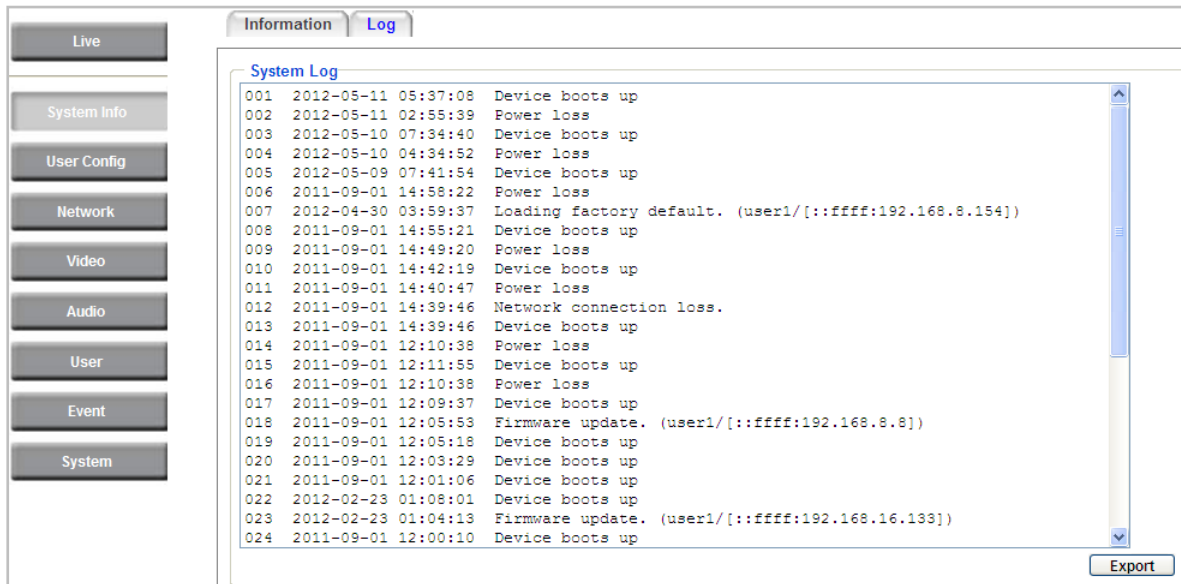 Information
Log
Live
System Info
User Config
Network
Video
Audio
User
Event
System
System Log
001 2012-05-11 05:37:08 Device boots up
002 2012-05-11 02:55:39 Power loss
003 2012-05-10 07:34:40 Device boots up
004 2012-05-10 04:34:52 Power loss
005 2012-05-09 07:41:54 Device boots up
006 2011-09-01 14:58:22 Power loss
007 2012-04-30 03:59:37 Loading factory default. (user1/[::ffff:192.168.8.154])
008 2011-09-01 14:55:21 Device boots up
009 2011-09-01 14:49:20 Power loss
010 2011-09-01 14:42:19 Device boots up
011 2011-09-01 14:40:47 Power loss
012 2011-09-01 14:39:46 Network connection loss.
013 2011-09-01 14:39:46 Device boots up
014 2011-09-01 12:10:38 Power loss
015 2011-09-01 12:11:55 Device boots up
016 2011-09-01 12:10:38 Power loss
017 2011-09-01 12:09:37 Device boots up
018 2011-09-01 12:05:53 Firmware update. (user1/[::ffff:192.168.8.8])
019 2011-09-01 12:05:18 Device boots up
020 2011-09-01 12:03:29 Device boots up
021 2011-09-01 12:01:06 Device boots up
022 2012-02-23 01:08:01 Device boots up
023 2012-02-23 01:04:13 Firmware update. (user1/[::ffff:192.168.16.133])
024 2011-09-01 12:00:10 Device boots up
Export